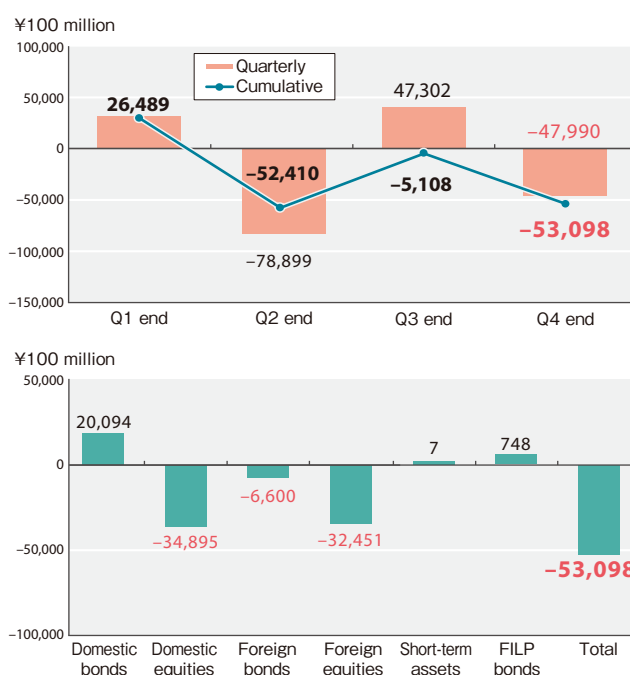 ¥100 million
100,000
50,000
0
−50,000
−100,000
−150,000
Quarterly
Cumulative
26,489
−52,410
−78,899
47,302
−5,108
−47,990
−53,098
Q1 end
Q2 end
Q3 end
Q4 end
¥100 million
50,000
0
−50,000
−100,000
20,094
−34,895
−6,600
−32,451
7
748
−53,098
Domestic
bonds
Domestic
equities
Foreign
bonds
Foreign
equities
Short-term
assets
FILP
bonds
Total